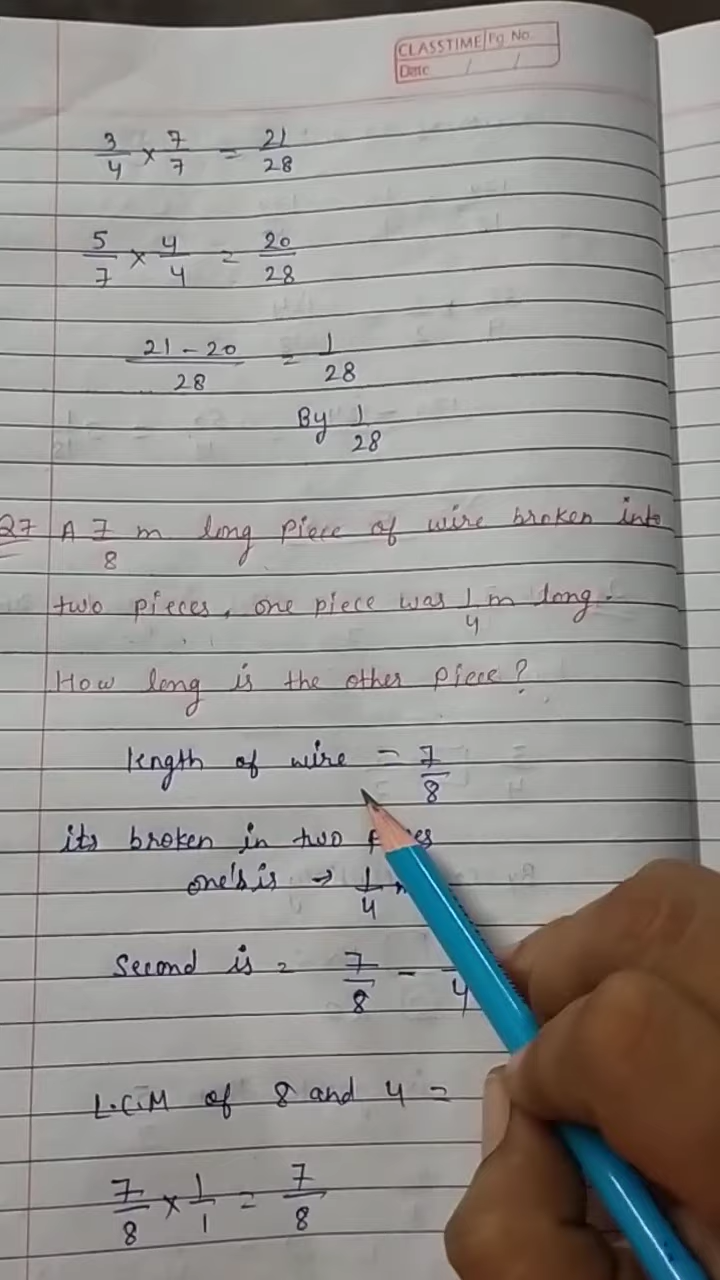 CLASSTIME Pg No.
Date / /
3/4 × 7/7 = 21/28
5/7 × 4/4 = 20/28
21 - 20/28 = 1/28
By 1/28
Q7 A 7/8 m long Piece of wire broken into
two pieces, one piece was 1/4 m long.
How long is the other piece?
length of wire = 7/8
its broken in two
one's is → 1/4
Second is = 7/8 - /4
L.C.M of 8 and 4 =
7/8 × 1/1 = 7/8